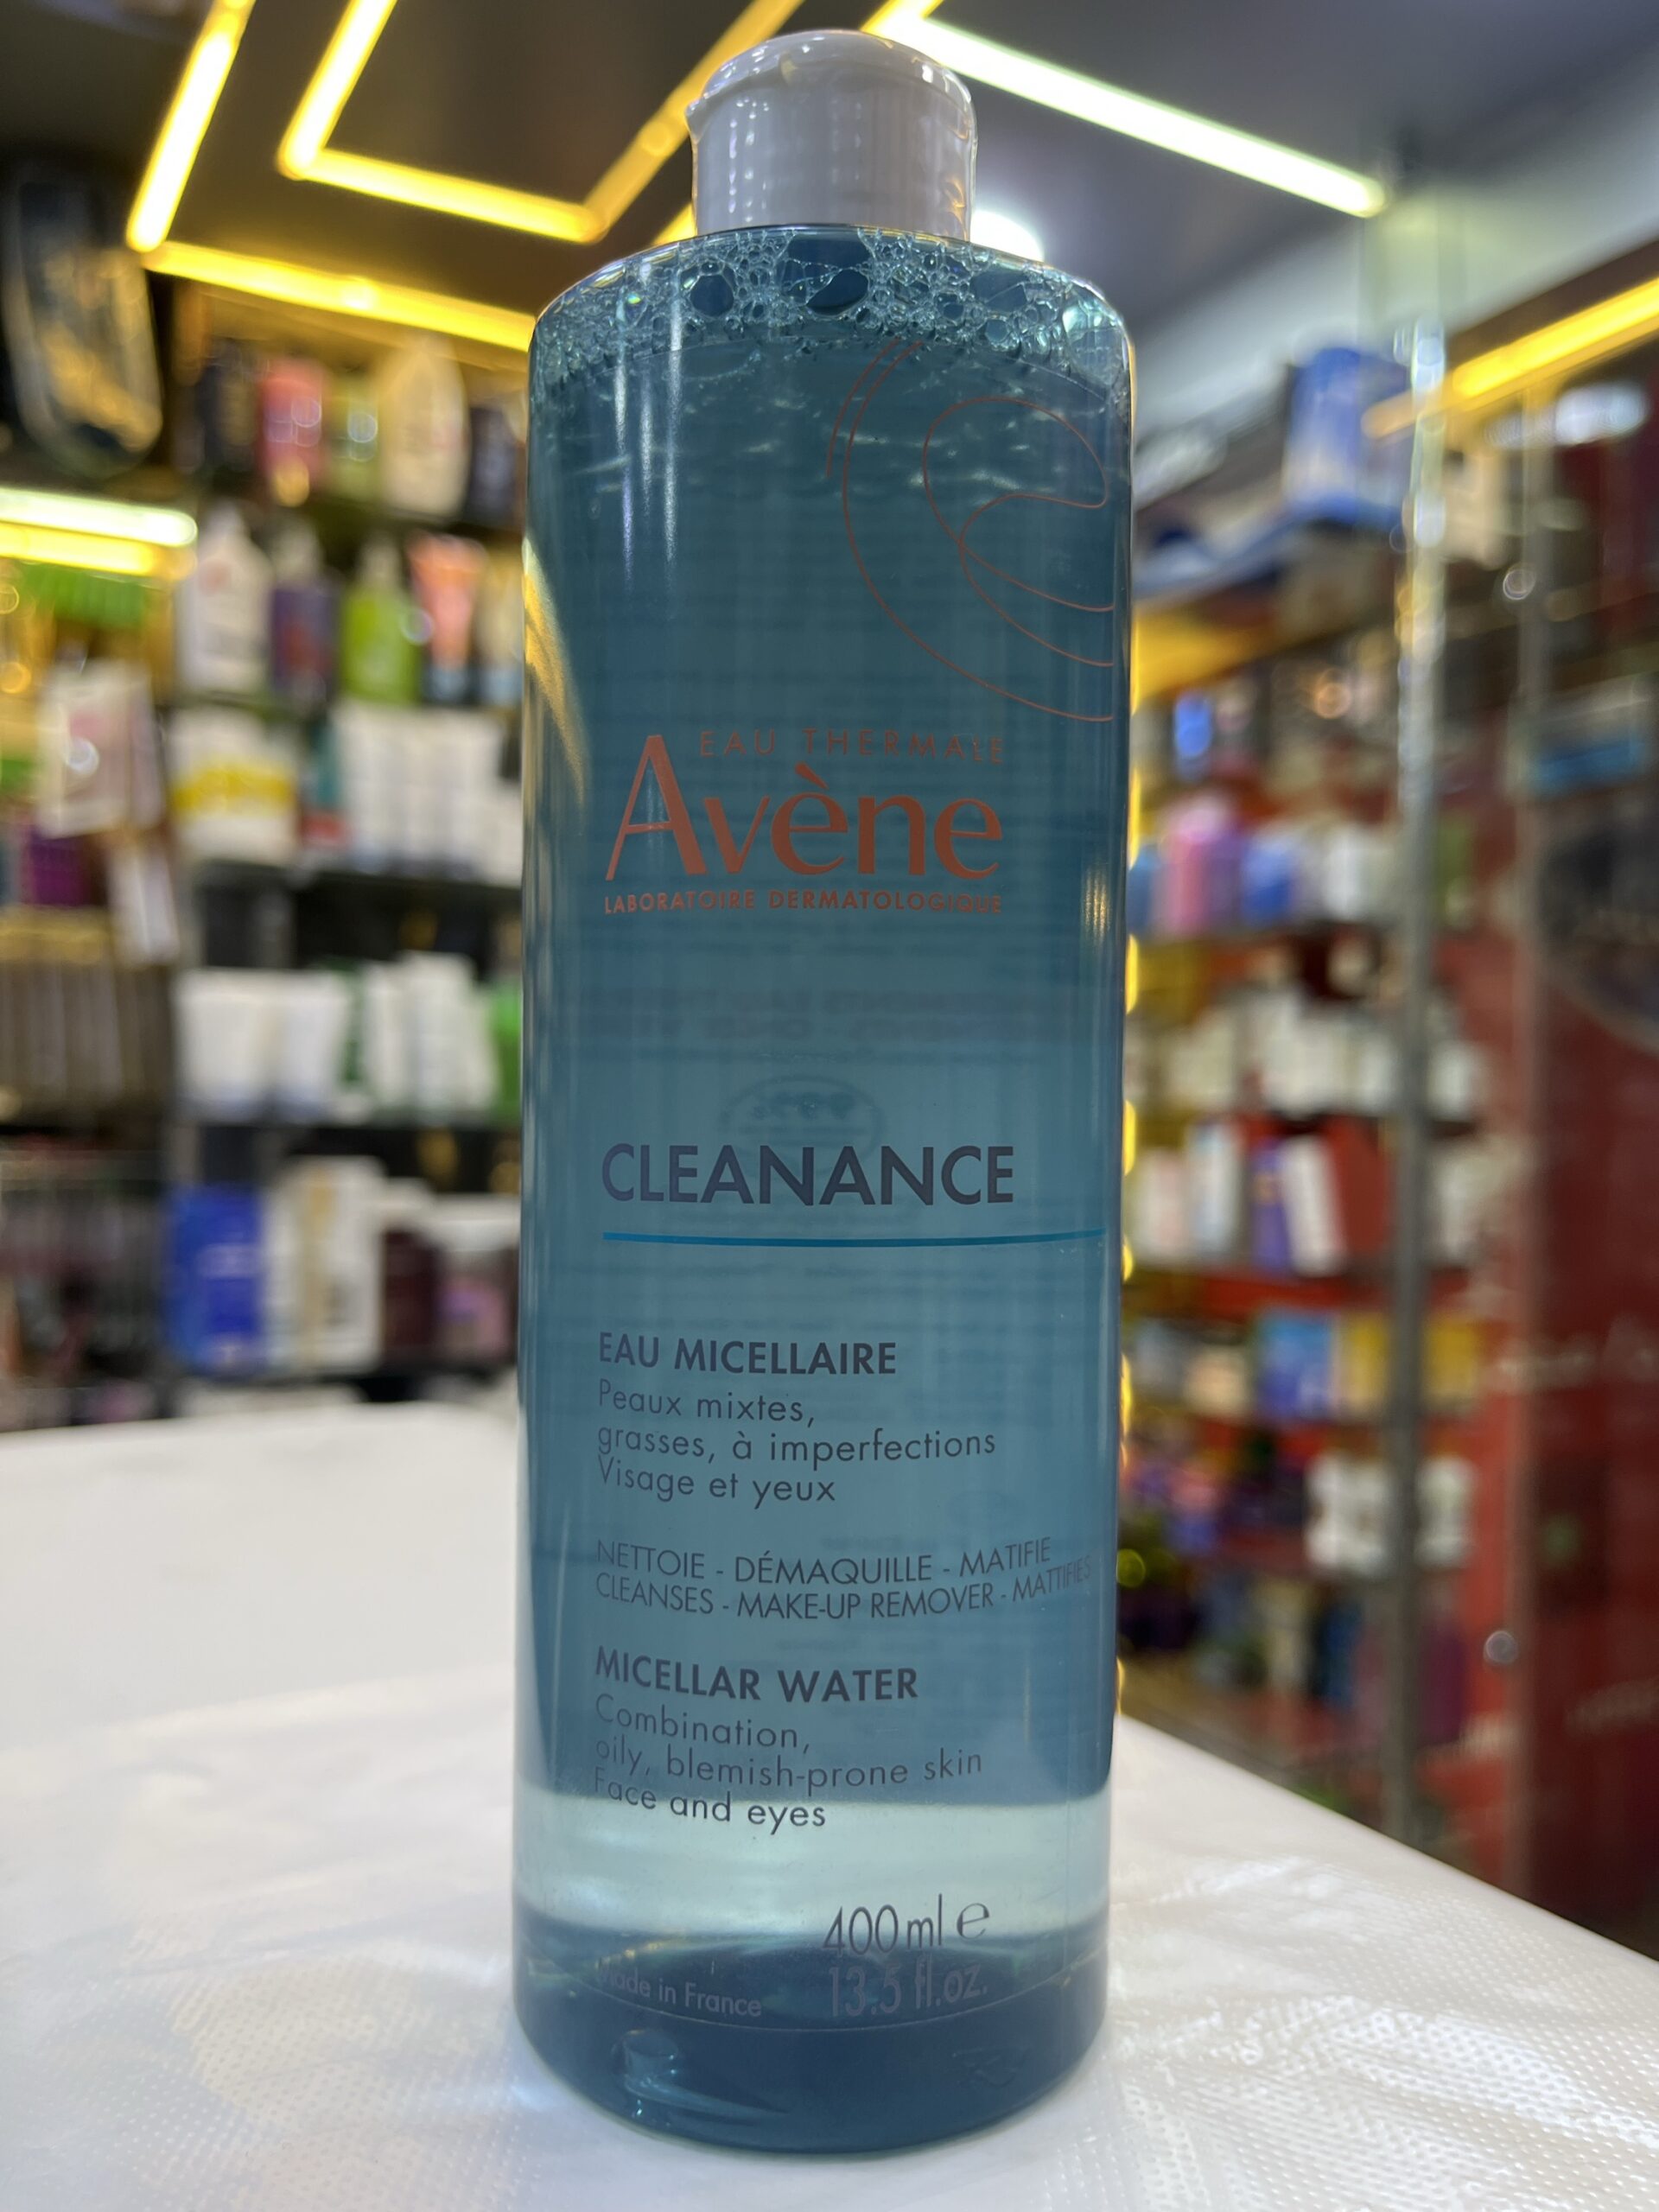 EAU THERMALE
Avène
LABORATOIRE DERMATOLOGIQUE
CLEANANCE
EAU MICELLAIRE
Peaux mixtes,
grasses, à imperfections
Visage et yeux
NETTOIE - DÉMAQUILLE - MATIFIE
CLEANSES - MAKE-UP REMOVER - MATTIFIES
MICELLAR WATER
Combination,
oily, blemish-prone skin
Face and eyes
400 ml e
13.5 fl.oz.
Made in France